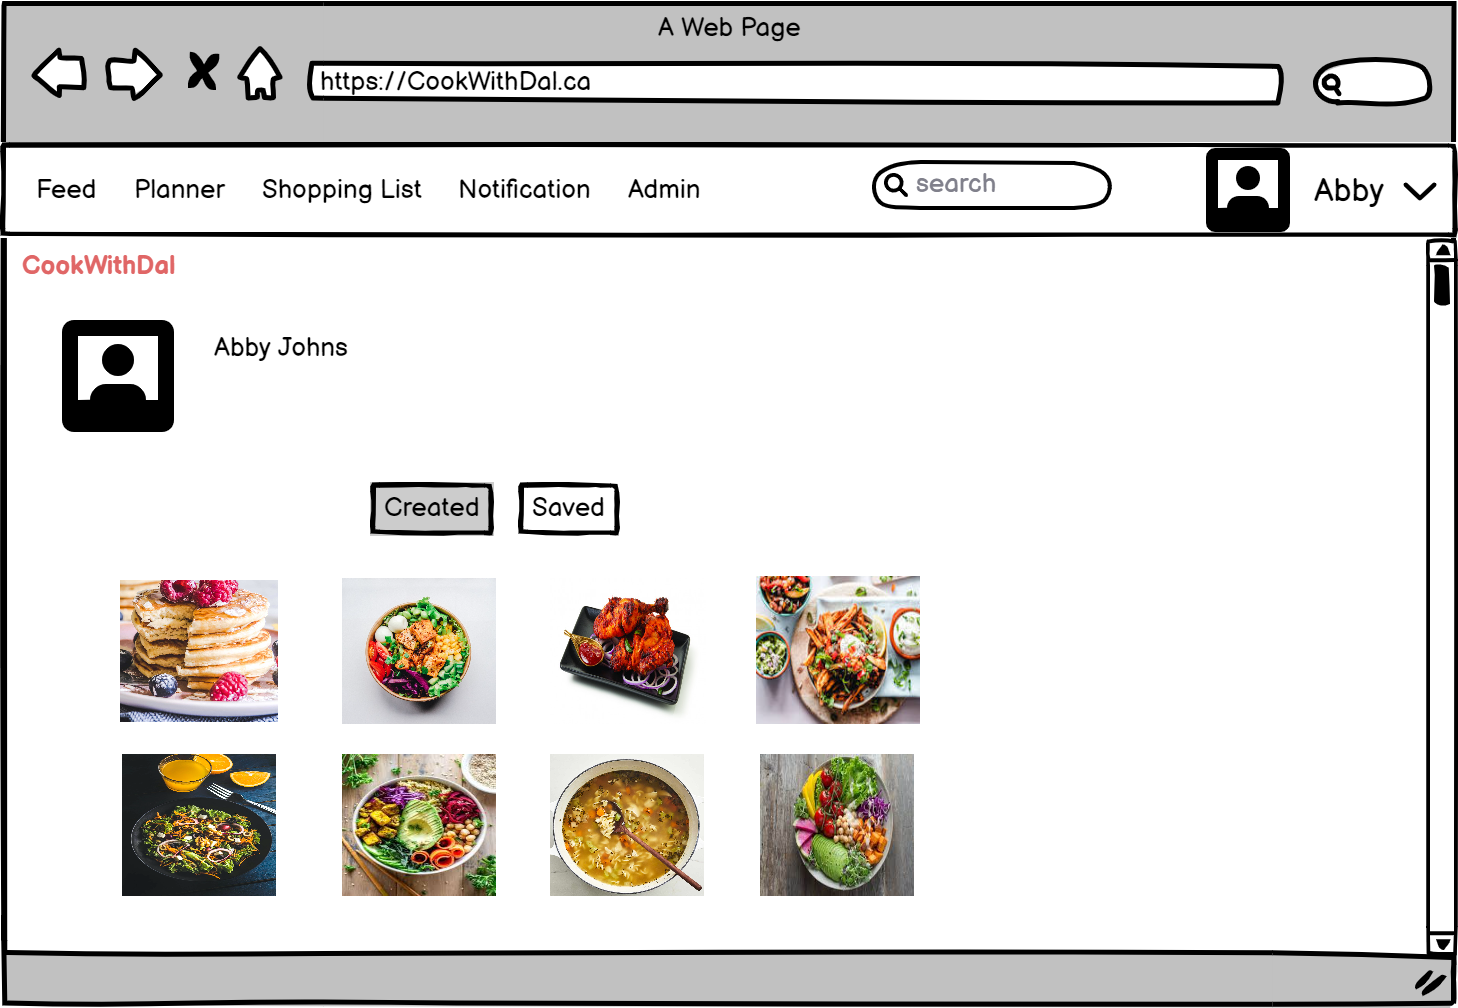 A Web Page
https://CookWithDal.ca
Feed Planner Shopping List Notification Admin search Abby
CookWithDal
Abby Johns
Created Saved